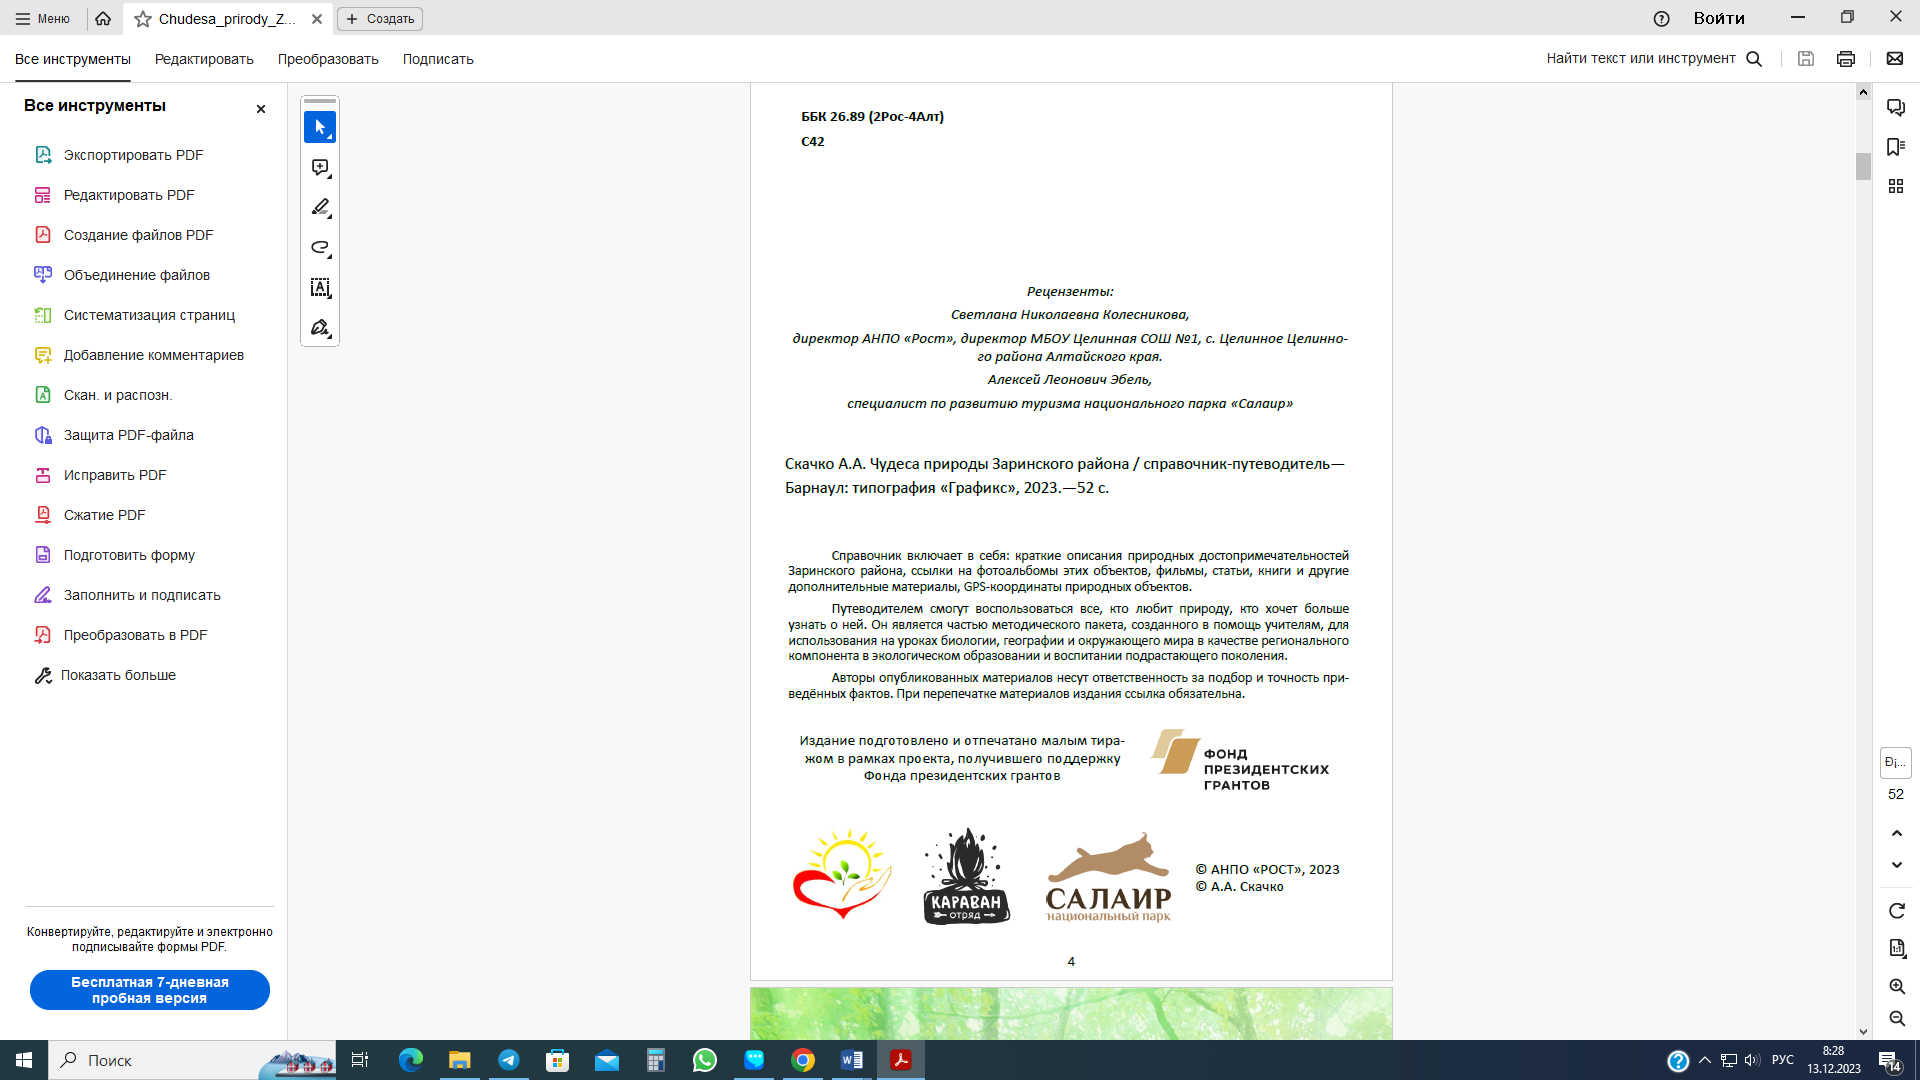 Меню
Chudesa_prirody_Z...
Создать
Войти
Все инструменты
Редактировать
Преобразовать
Подписать
Найти текст или инструмент
Все инструменты
Экспортировать PDF
Редактировать PDF
Создание файлов PDF
Объединение файлов
Систематизация страниц
Добавление комментариев
Скан. и распозн.
Защита PDF-файла
Исправить PDF
Сжатие PDF
Подготовить форму
Заполнить и подписать
Преобразовать в PDF
Показать больше
Конвертируйте, редактируйте и электронно
подписывайте формы PDF.
Бесплатная 7-дневная
пробная версия
ББК 26.89 (2Рос-4Алт)
С42
Рецензенты:
Светлана Николаевна Колесникова,
директор АНПО «Рост», директор МБОУ Целинная СОШ №1, с. Целинное Целинно-
го района Алтайского края.
Алексей Леонович Эбель,
специалист по развитию туризма национального парка «Салаир»
Скачко А.А. Чудеса природы Заринского района / справочник-путеводитель—
Барнаул: типография «Графикс», 2023.—52 с.
Справочник включает в себя: краткие описания природных достопримечательностей
Заринского района, ссылки на фотоальбомы этих объектов, фильмы, статьи, книги и другие
дополнительные материалы, GPS-координаты природных объектов.
Путеводителем смогут воспользоваться все, кто любит природу, кто хочет больше
узнать о ней. Он является частью методического пакета, созданного в помощь учителям, для
использования на уроках биологии, географии и окружающего мира в качестве регионального
компонента в экологическом образовании и воспитании подрастающего поколения.
Авторы опубликованных материалов несут ответственность за подбор и точность при-
ведённых фактов. При перепечатке материалов издания ссылка обязательна.
Издание подготовлено и отпечатано малым тира-
жом в рамках проекта, получившего поддержку
Фонда президентских грантов
ФОНД
ПРЕЗИДЕНТСКИХ
ГРАНТОВ
КАРАВАН
ОТРЯД
САЛАИР
национальный парк
© АНПО «РОСТ», 2023
© А.А. Скачко
4
Ð¡...
52
1:1
Поиск
РУС
8:28
13.12.2023
14